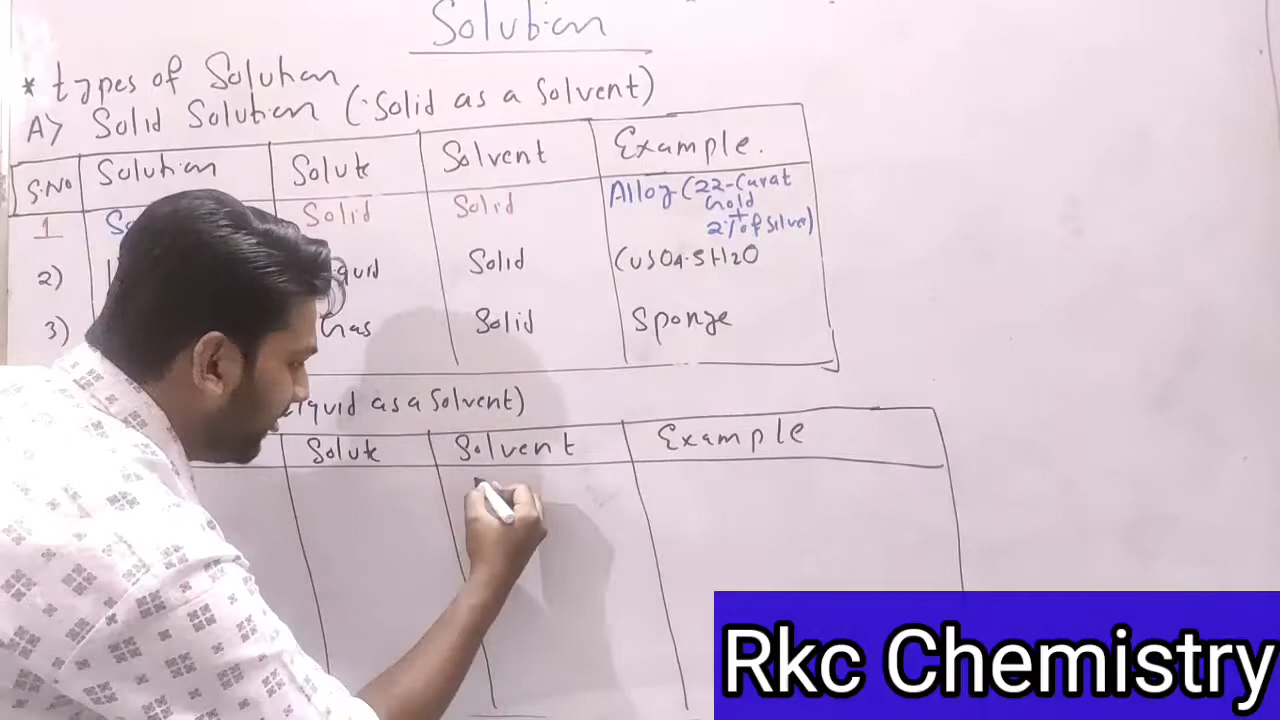 Solution
* types of Solution
A) Solid Solution (Solid as a Solvent)
S.No Solution Solute Solvent Example.
1 Solid Solid Alloy (22-Carat
Gold
+
2% of Silver)
2) Solid CuSO4.5H2O
3) Gas Solid Sponge
liquid as a Solvent)
Solute Solvent Example
Rkc Chemistry